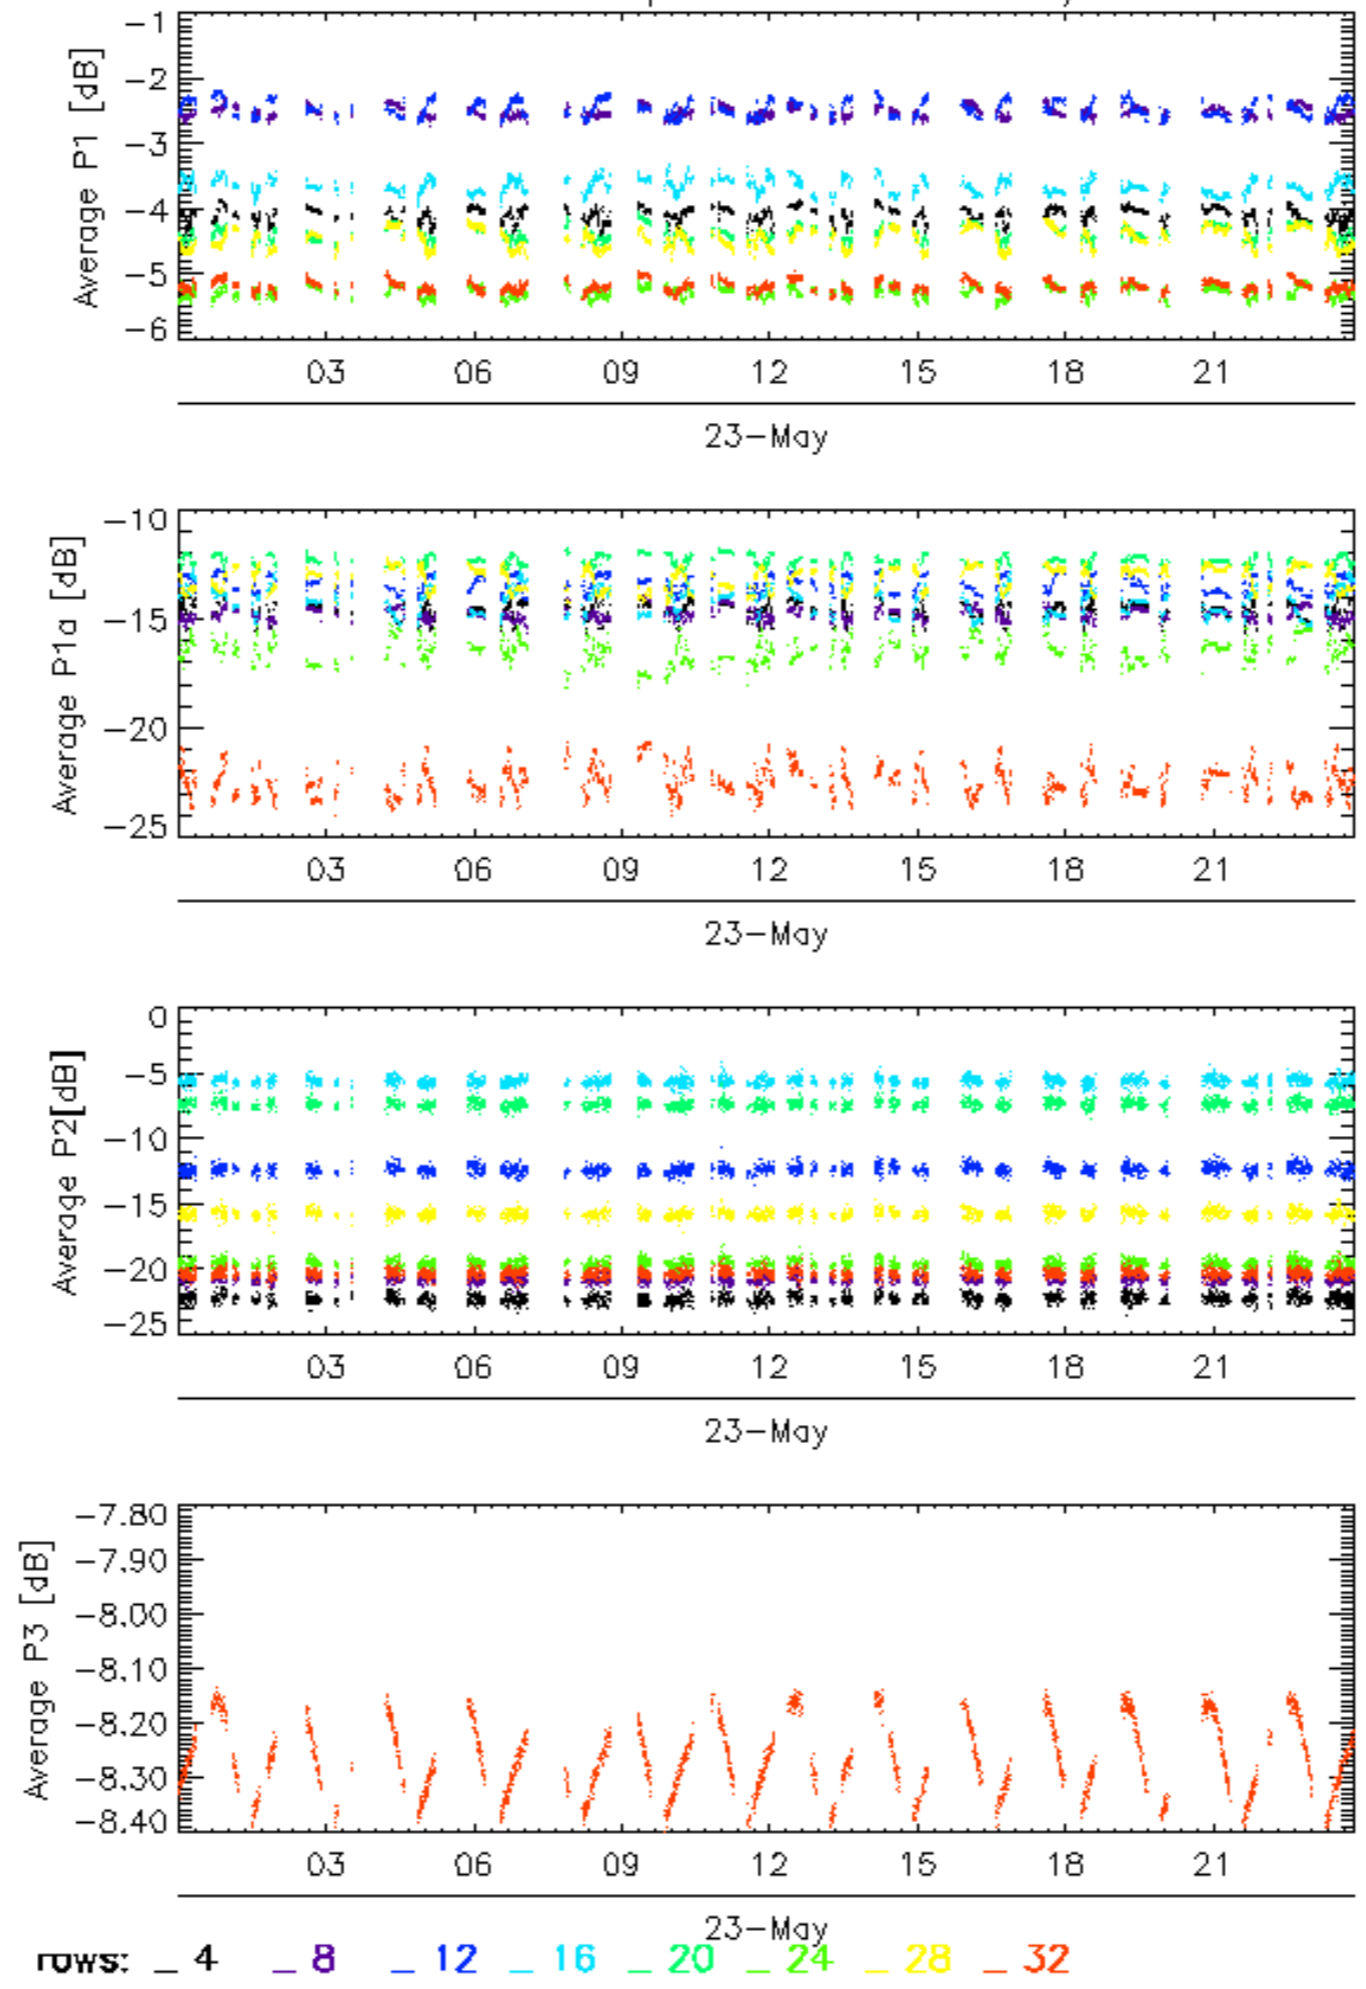 -1
-2
-3
-4
-5
-6
Average P1 [dB]
03 06 09 12 15 18 21
23-May
-10
-15
-20
-25
Average P1a [dB]
03 06 09 12 15 18 21
23-May
0
-5
-10
-15
-20
-25
Average P2[dB]
03 06 09 12 15 18 21
23-May
-7.80
-7.90
-8.00
-8.10
-8.20
-8.30
-8.40
Average P3 [dB]
03 06 09 12 15 18 21
23-May
rows: _ 4 _ 8 _ 12 _ 16 _ 20 _ 24 _ 28 _ 32